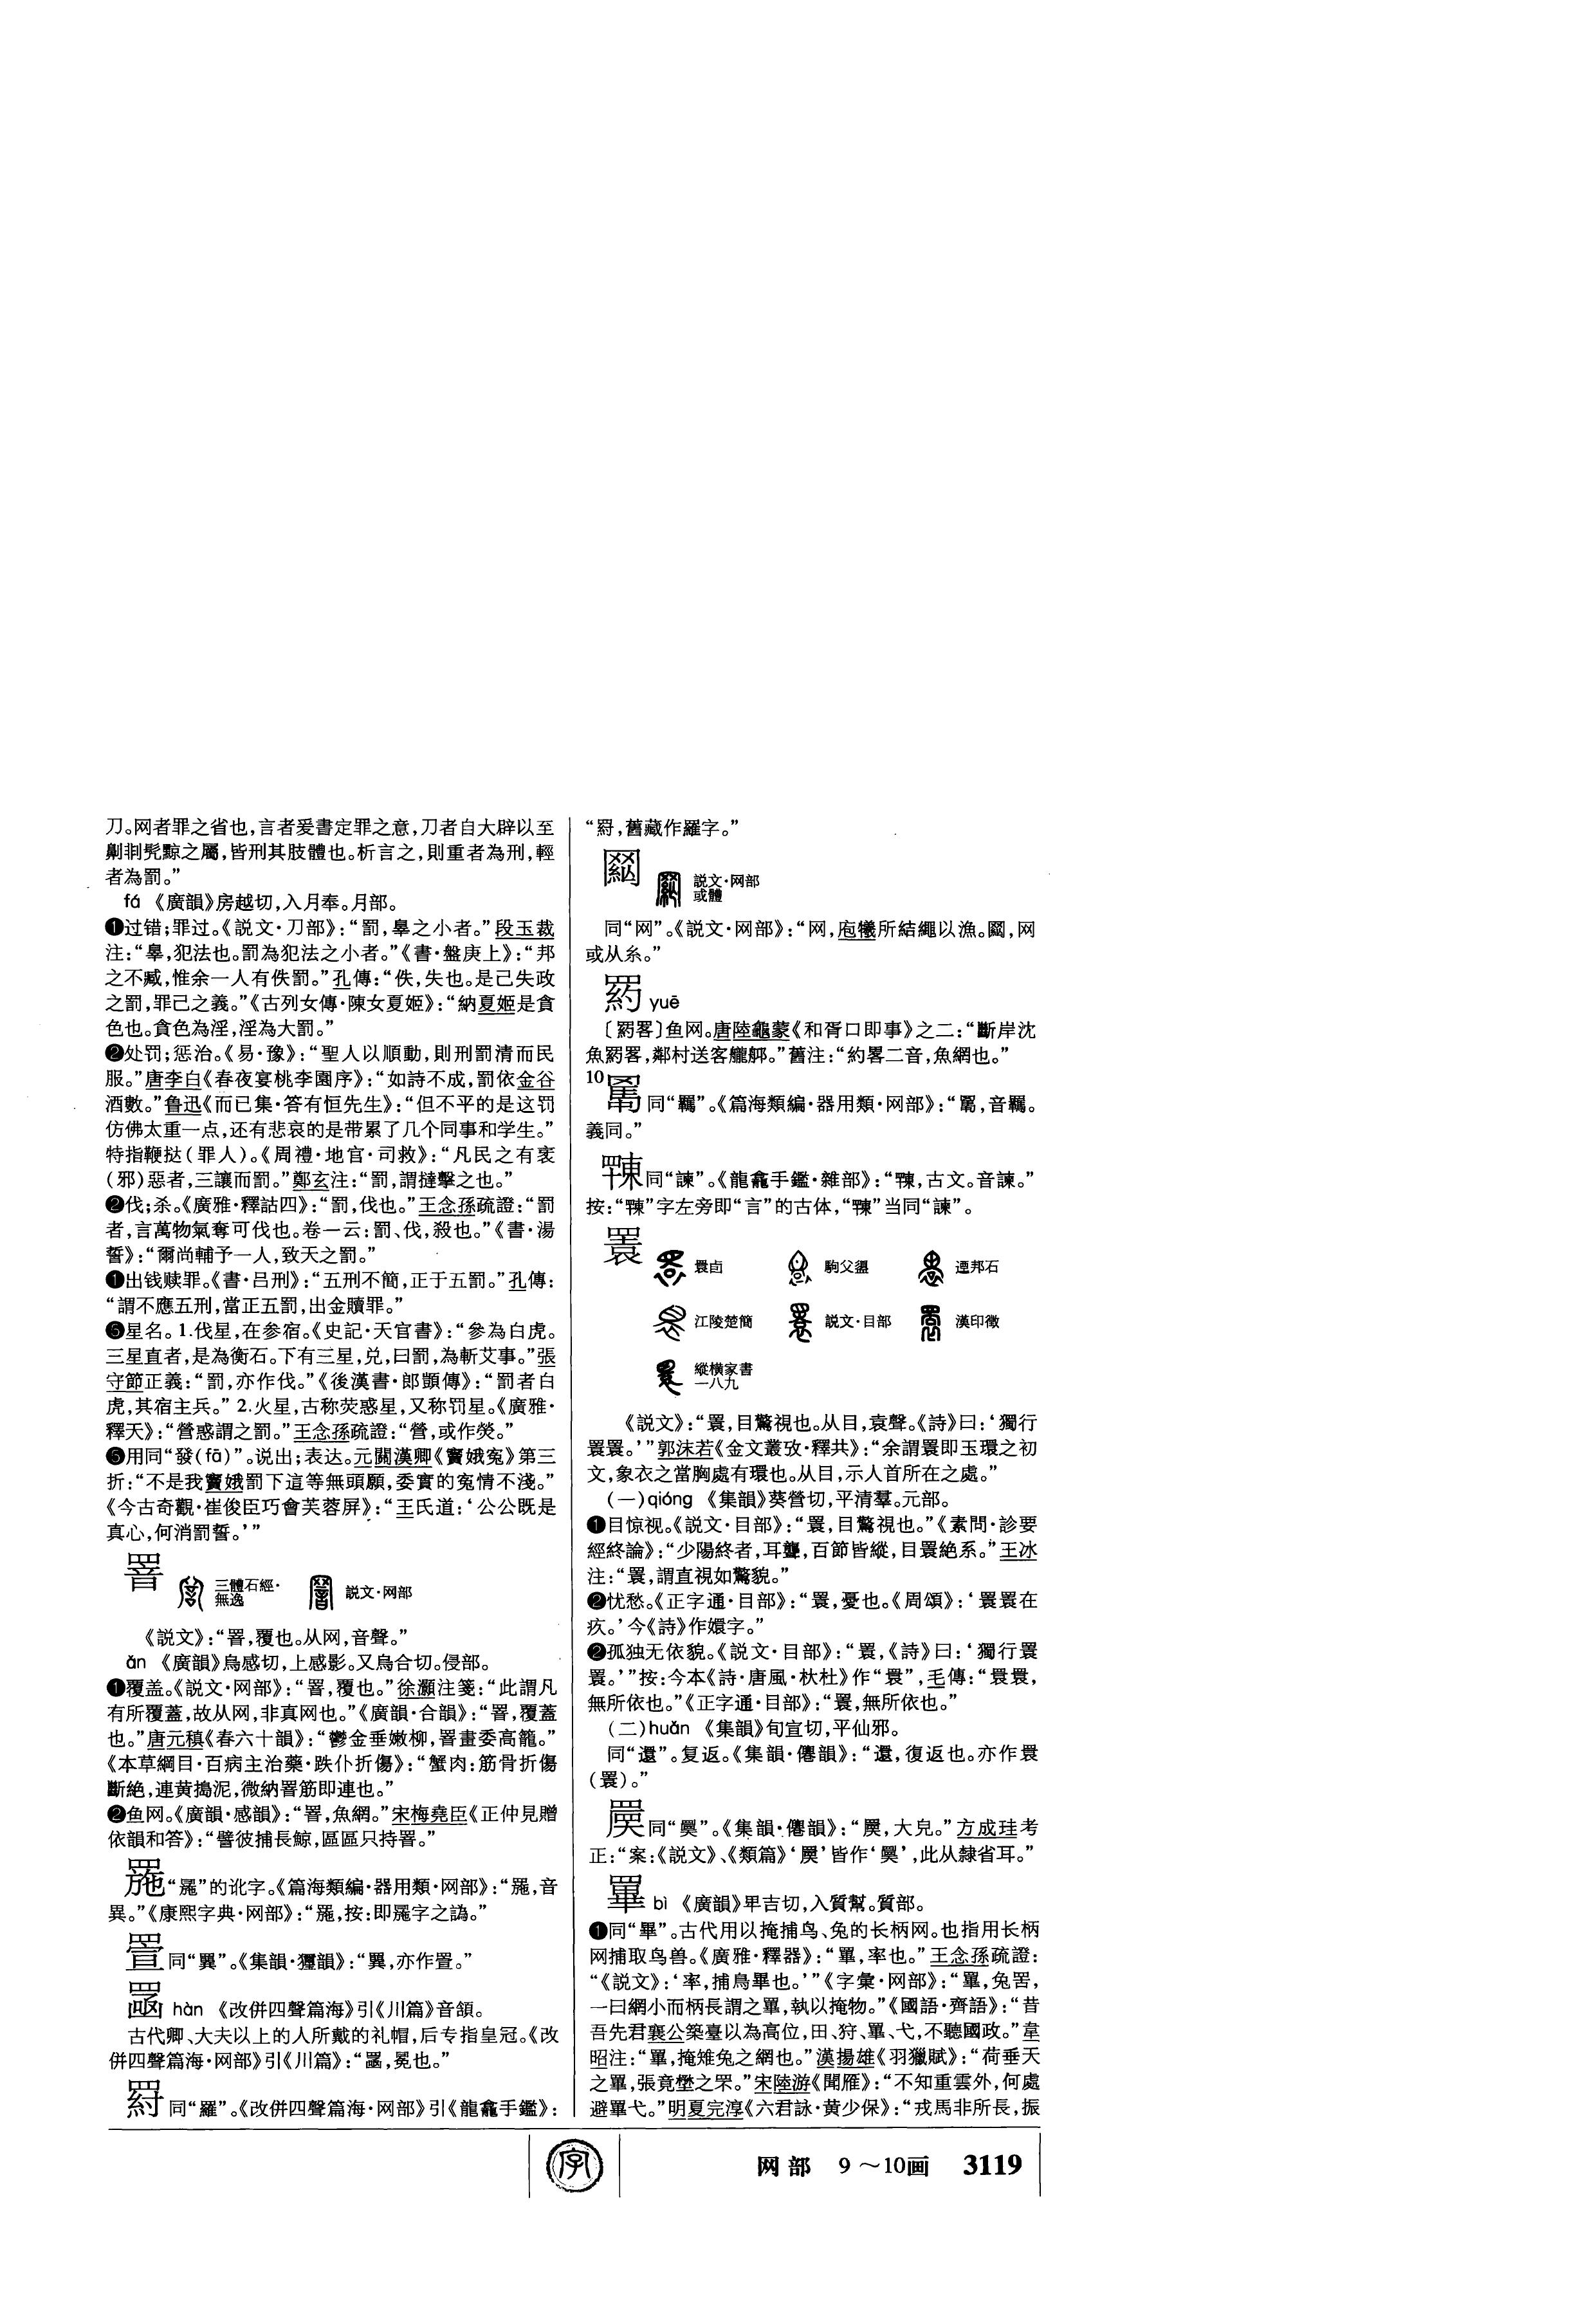 刀。网者罪之省也,言者爰書定罪之意,刀者自大辟以至
劓刵髡黥之屬,皆刑其肢體也。析言之,則重者為刑,輕
者為罰。”
fá 《廣韻》房越切,入月奉。月部。
❶过错;罪过。《説文·刀部》:“罰,辠之小者。”段玉裁
注:“辠,犯法也。罰為犯法之小者。”《書·盤庚上》:“邦
之不臧,惟余一人有佚罰。”孔傳:“佚,失也。是己失政
之罰,罪己之義。”《古列女傳·陳女夏姬》:“納夏姬是貪
色也。貪色為淫,淫為大罰。”
❷处罚;惩治。《易·豫》:“聖人以順動,則刑罰清而民
服。”唐李白《春夜宴桃李園序》:“如詩不成,罰依金谷
酒數。”鲁迅《而已集·答有恒先生》:“但不平的是这罚
仿佛太重一点,还有悲哀的是带累了几个同事和学生。”
特指鞭挞(罪人)。《周禮·地官·司救》:“凡民之有衺
(邪)惡者,三讓而罰。”鄭玄注:“罰,謂撻擊之也。”
❷伐;杀。《廣雅·釋詁四》:“罰,伐也。”王念孫疏證:“罰
者,言萬物氣奪可伐也。卷一云:罰、伐,殺也。”《書·湯
誓》:“爾尚輔予一人,致天之罰。”
❶出钱赎罪。《書·吕刑》:“五刑不簡,正于五罰。”孔傳:
“謂不應五刑,當正五罰,出金贖罪。”
❺星名。1.伐星,在参宿。《史記·天官書》:“參為白虎。
三星直者,是為衡石。下有三星,兑,曰罰,為斬艾事。”張
守節正義:“罰,亦作伐。”《後漢書·郎顗傳》:“罰者白
虎,其宿主兵。”2.火星,古称荧惑星,又称罚星。《廣雅·
釋天》:“營惑謂之罰。”王念孫疏證:“營,或作熒。”
❺用同“發(fā)”。说出;表达。元關漢卿《竇娥冤》第三
折:“不是我竇娥罰下這等無頭願,委實的冤情不淺。”
《今古奇觀·崔俊臣巧會芙蓉屏》:“王氏道:‘公公既是
真心,何消罰誓。’”
罯 三體石經·無逸 説文·网部
《説文》:“罯,覆也。从网,音聲。”
ǎn 《廣韻》烏感切,上感影。又烏合切。侵部。
❶覆盖。《説文·网部》:“罯,覆也。”徐灝注箋:“此謂凡
有所覆蓋,故从网,非真网也。”《廣韻·合韻》:“罯,覆蓋
也。”唐元稹《春六十韻》:“鬱金垂嫩柳,罯畫委高籠。”
《本草綱目·百病主治藥·跌仆折傷》:“蟹肉:筋骨折傷
斷絶,連黄搗泥,微納罯筋即連也。”
❷鱼网。《廣韻·感韻》:“罯,魚網。”宋梅堯臣《正仲見贈
依韻和答》:“譬彼捕長鯨,區區只持罯。”
的讹字。《篇海類編·器用類·网部》:“,音
異。”《康熙字典·网部》:“,按:即字之譌。”
同“”。《集韻·獮韻》:“,亦作。”
hàn 《改併四聲篇海》引《川篇》音頷。
古代卿、大夫以上的人所戴的礼帽,后专指皇冠。《改
併四聲篇海·网部》引《川篇》:“,冕也。”
同“羅”。《改併四聲篇海·网部》引《龍龕手鑑》:
“,舊藏作羅字。”
説文·网部
或體
同“网”。《説文·网部》:“网,庖犧所結繩以漁。,网
或从糸。”
yuē
〔〕鱼网。唐陸龜蒙《和胥口即事》之二:“斷岸沈
魚,鄰村送客。”舊注:“約畧二音,魚網也。”
10 同“羈”。《篇海類編·器用類·网部》:“,音羈。
義同。”
同“諫”。《龍龕手鑑·雜部》:“,古文。音諫。”
按:“”字左旁即“言”的古体,“”当同“諫”。
瞏 瞏卣 駒父盨 邦石
江陵楚簡 説文·目部 漢印徵
縱横家書
一八九
《説文》:“瞏,目驚視也。从目,袁聲。《詩》曰:‘獨行
瞏瞏。’”郭沫若《金文叢攷·釋共》:“余謂瞏即玉環之初
文,象衣之當胸處有環也。从目,示人首所在之處。”
(一)qióng 《集韻》葵營切,平清羣。元部。
❶目惊视。《説文·目部》:“瞏,目驚視也。”《素問·診要
經終論》:“少陽終者,耳聾,百節皆縱,目瞏絶系。”王冰
注:“瞏,謂直視如驚貌。”
❷忧愁。《正字通·目部》:“瞏,憂也。《周頌》:‘瞏瞏在
疚。’今《詩》作嬛字。”
❷孤独无依貌。《説文·目部》:“瞏,《詩》曰:‘獨行瞏
瞏。’”按:今本《詩·唐風·杕杜》作“睘”,毛傳:“睘睘,
無所依也。”《正字通·目部》:“瞏,無所依也。”
(二)huǎn 《集韻》旬宣切,平仙邪。
同“還”。复返。《集韻·僊韻》:“還,復返也。亦作睘
(瞏)。”
同“”。《集韻·僊韻》:“,大皃。”方成珪考
正:“案:《説文》、《類篇》‘’皆作‘’,此从隸省耳。”
罼 bì 《廣韻》卑吉切,入質幫。質部。
❶同“畢”。古代用以掩捕鸟、兔的长柄网。也指用长柄
网捕取鸟兽。《廣雅·釋器》:“罼,率也。”王念孫疏證:
“《説文》:‘率,捕鳥畢也。’”《字彙·网部》:“罼,兔罟,
一曰網小而柄長謂之罼,執以掩物。”《國語·齊語》:“昔
吾先君襄公築臺以為高位,田、狩、罼、弋,不聽國政。”韋
昭注:“罼,掩雉兔之網也。”漢揚雄《羽獵賦》:“荷垂天
之罼,張竟壄之罘。”宋陸游《聞雁》:“不知重雲外,何處
避罼弋。”明夏完淳《六君詠·黄少保》:“戎馬非所長,振
字
网部 9～10画 3119